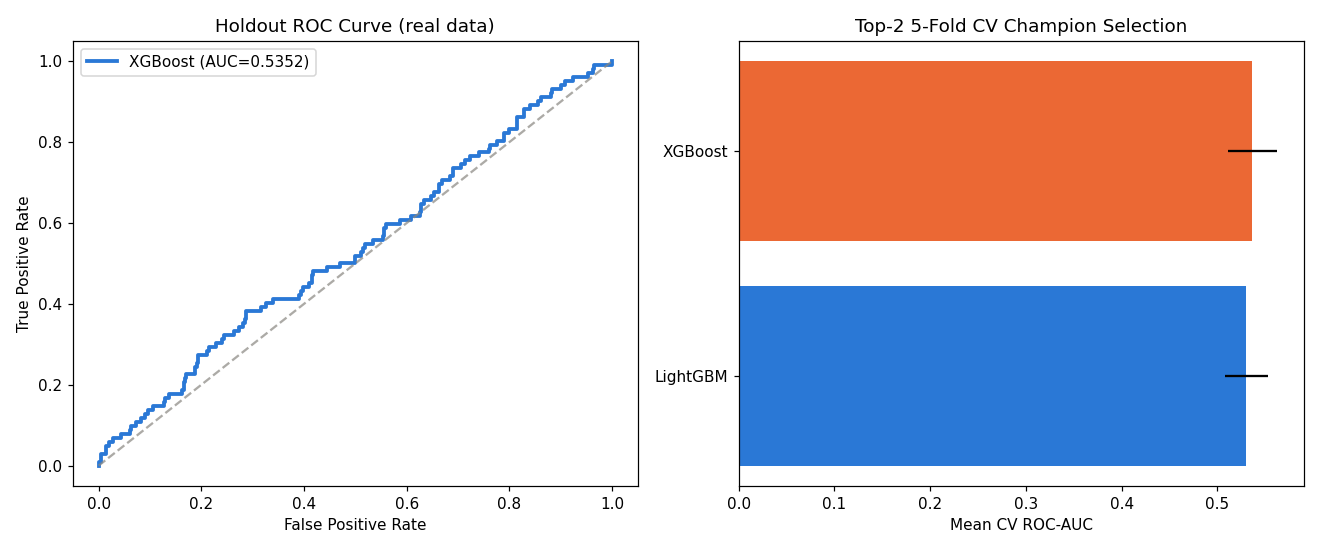 Holdout ROC Curve (real data)
XGBoost (AUC=0.5352)
True Positive Rate
1.0
0.8
0.6
0.4
0.2
0.0
0.0 0.2 0.4 0.6 0.8 1.0
False Positive Rate
Top-2 5-Fold CV Champion Selection
XGBoost
LightGBM
0.0 0.1 0.2 0.3 0.4 0.5
Mean CV ROC-AUC